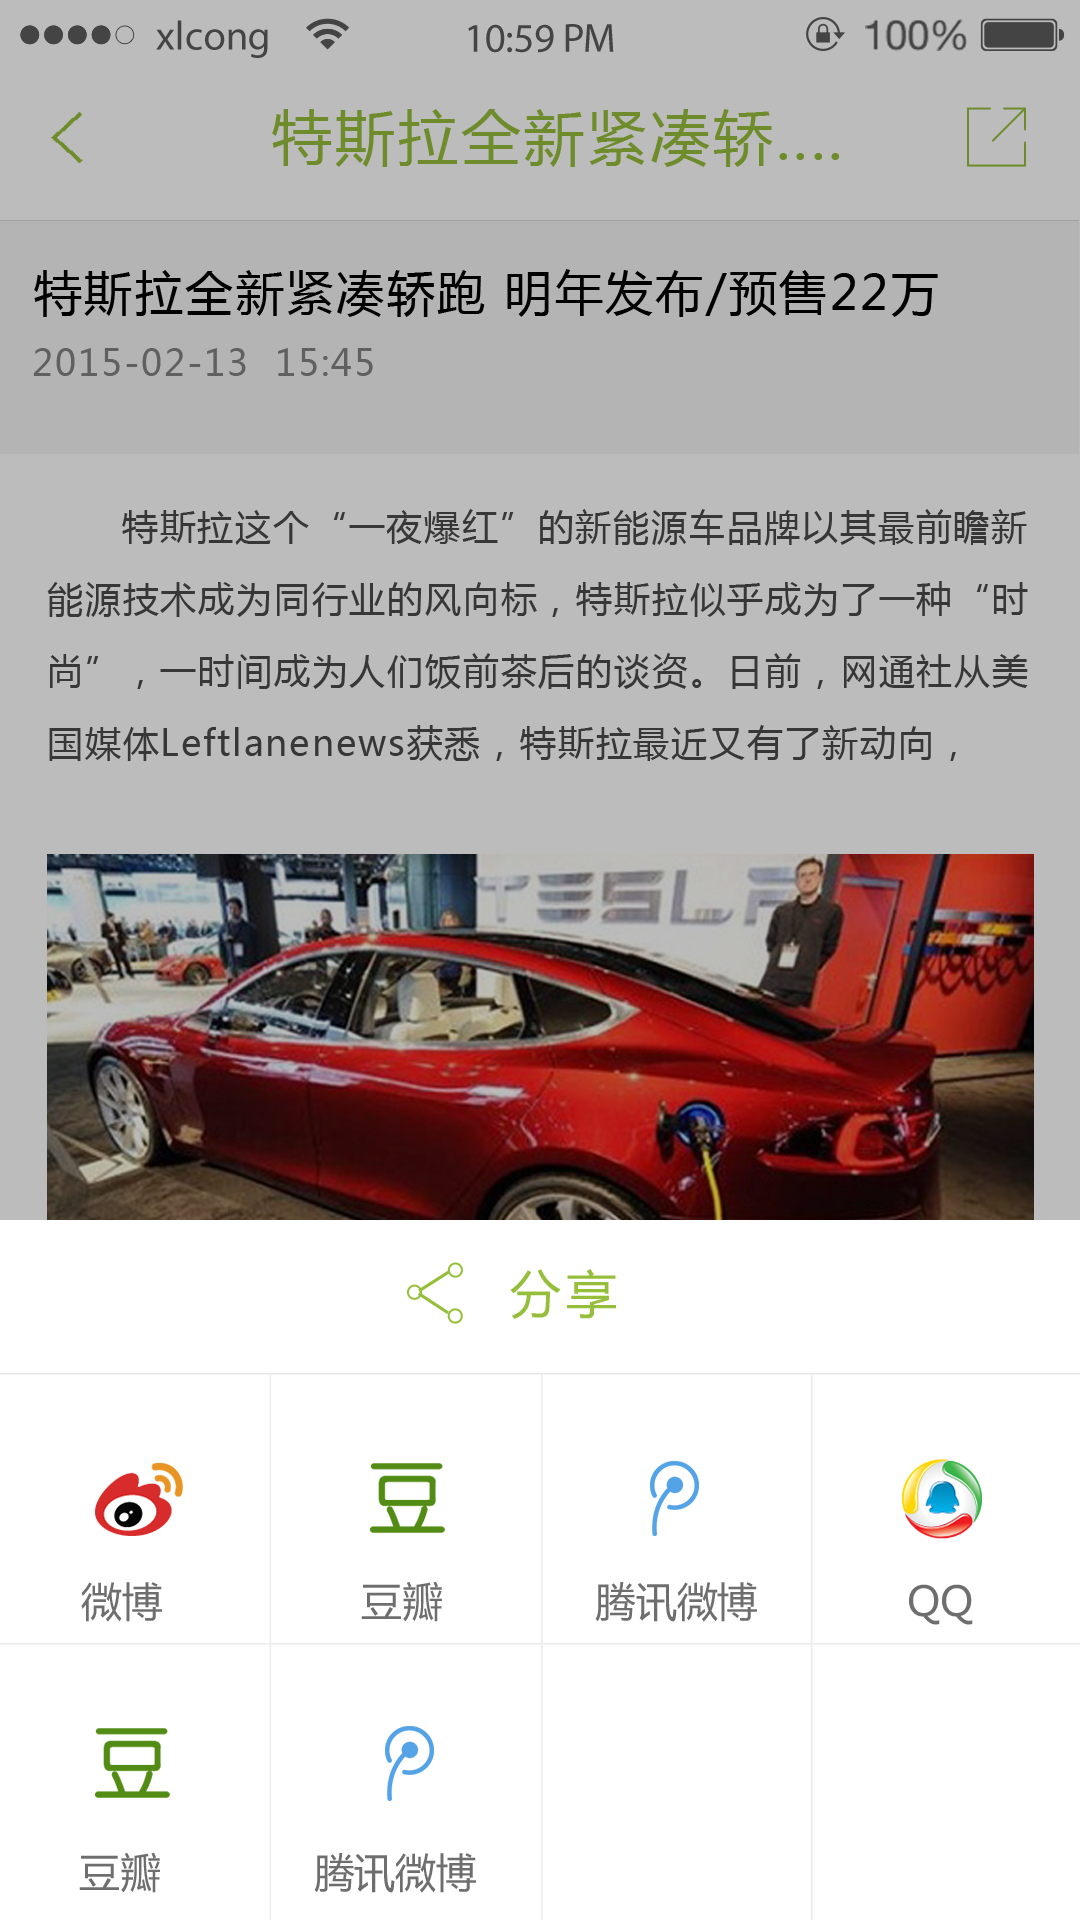 xlcong 10:59 PM 100%
特斯拉全新紧凑轿....
特斯拉全新紧凑轿跑 明年发布/预售22万
2015-02-13 15:45
特斯拉这个“一夜爆红”的新能源车品牌以其最前瞻新
能源技术成为同行业的风向标，特斯拉似乎成为了一种“时
尚”，一时间成为人们饭前茶后的谈资。日前，网通社从美
国媒体Leftlanenews获悉，特斯拉最近又有了新动向，
TESLA
分享
微博 豆瓣 腾讯微博 QQ
豆瓣 腾讯微博